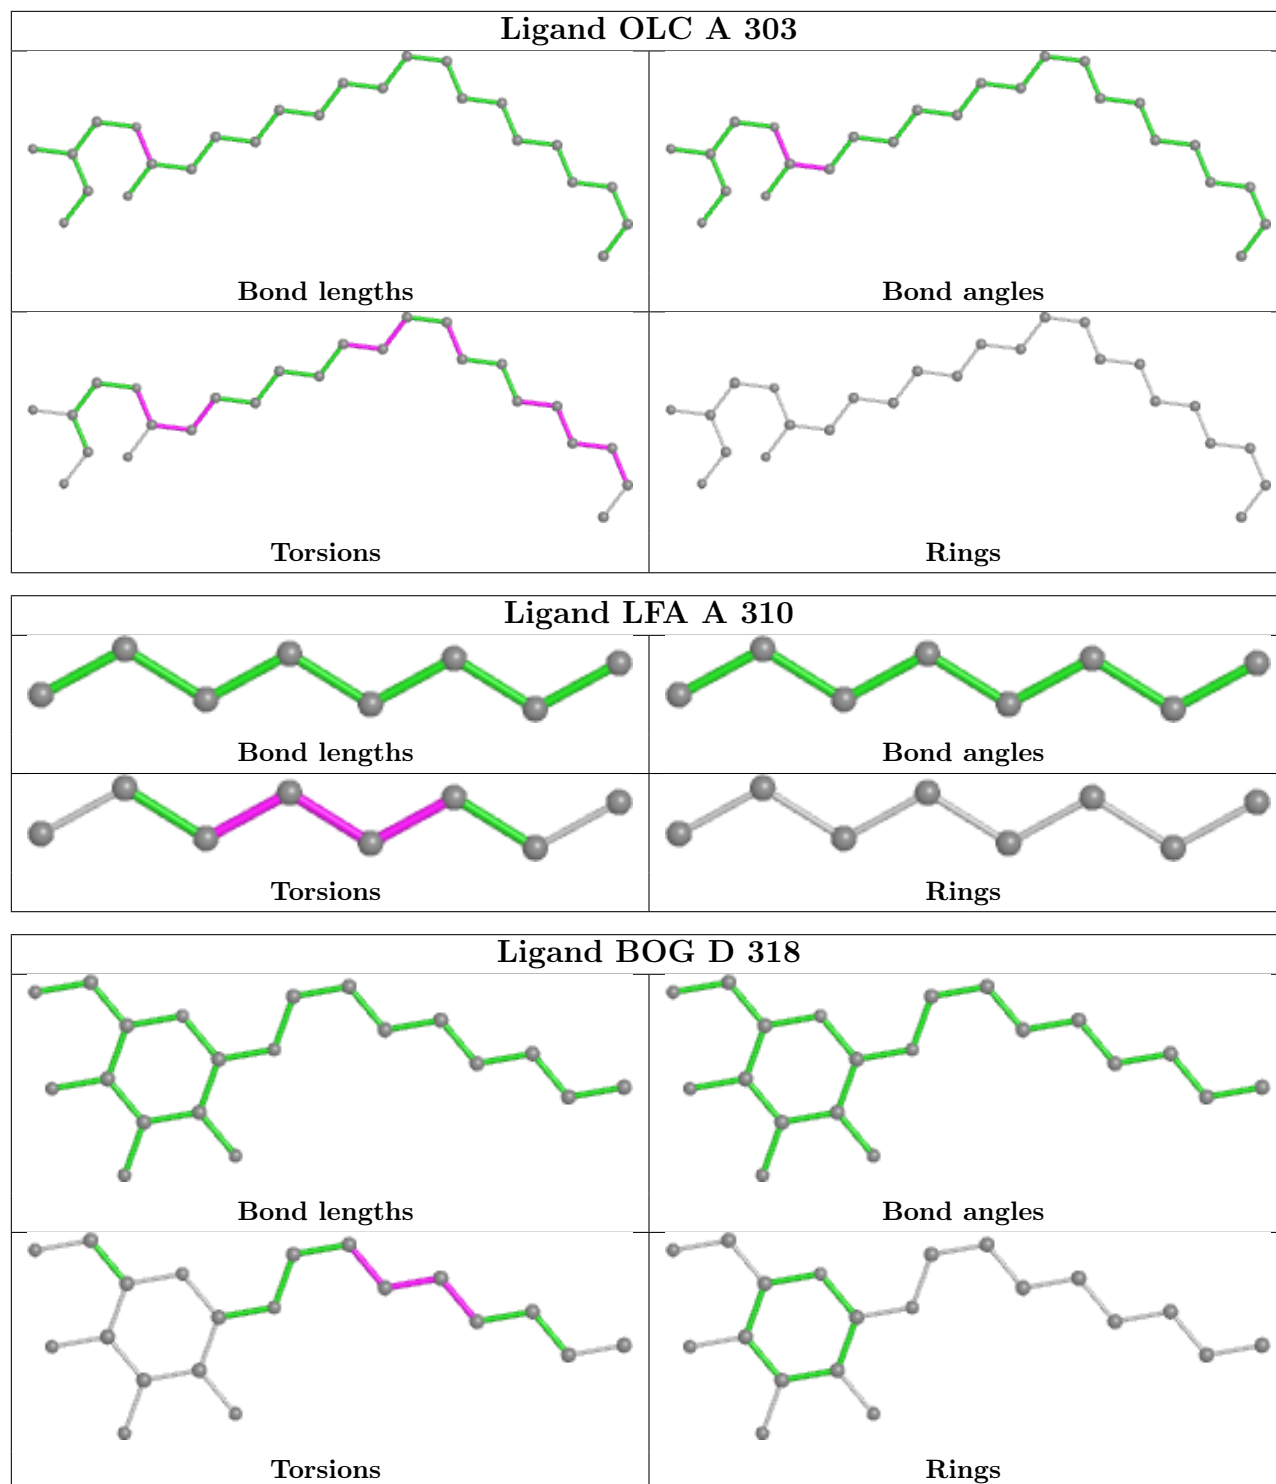 Ligand OLC A 303
Bond lengths
Bond angles
Torsions
Rings
Ligand LFA A 310
Bond lengths
Bond angles
Torsions
Rings
Ligand BOG D 318
Bond lengths
Bond angles
Torsions
Rings